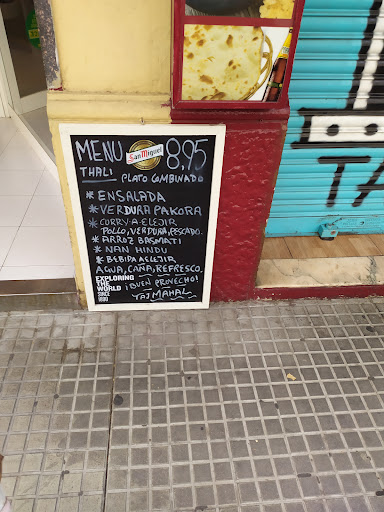 MENU San Miguel 8,95
THALI PLATO COMBINADO
* ENSALADA
* VERDURA PAKORA
* CURRY A ELEJIR
POLLO, VERDURA, PESCADO.
* ARROZ BASMATI
* NAN HINDU
* BEBIDA A ELEJIR
AGUA, CAÑA, REFRESCO.
EXPLORING
THE
WORLD
SINCE
1890
¡BUEN PROVECHO!
TAJ MAHAL